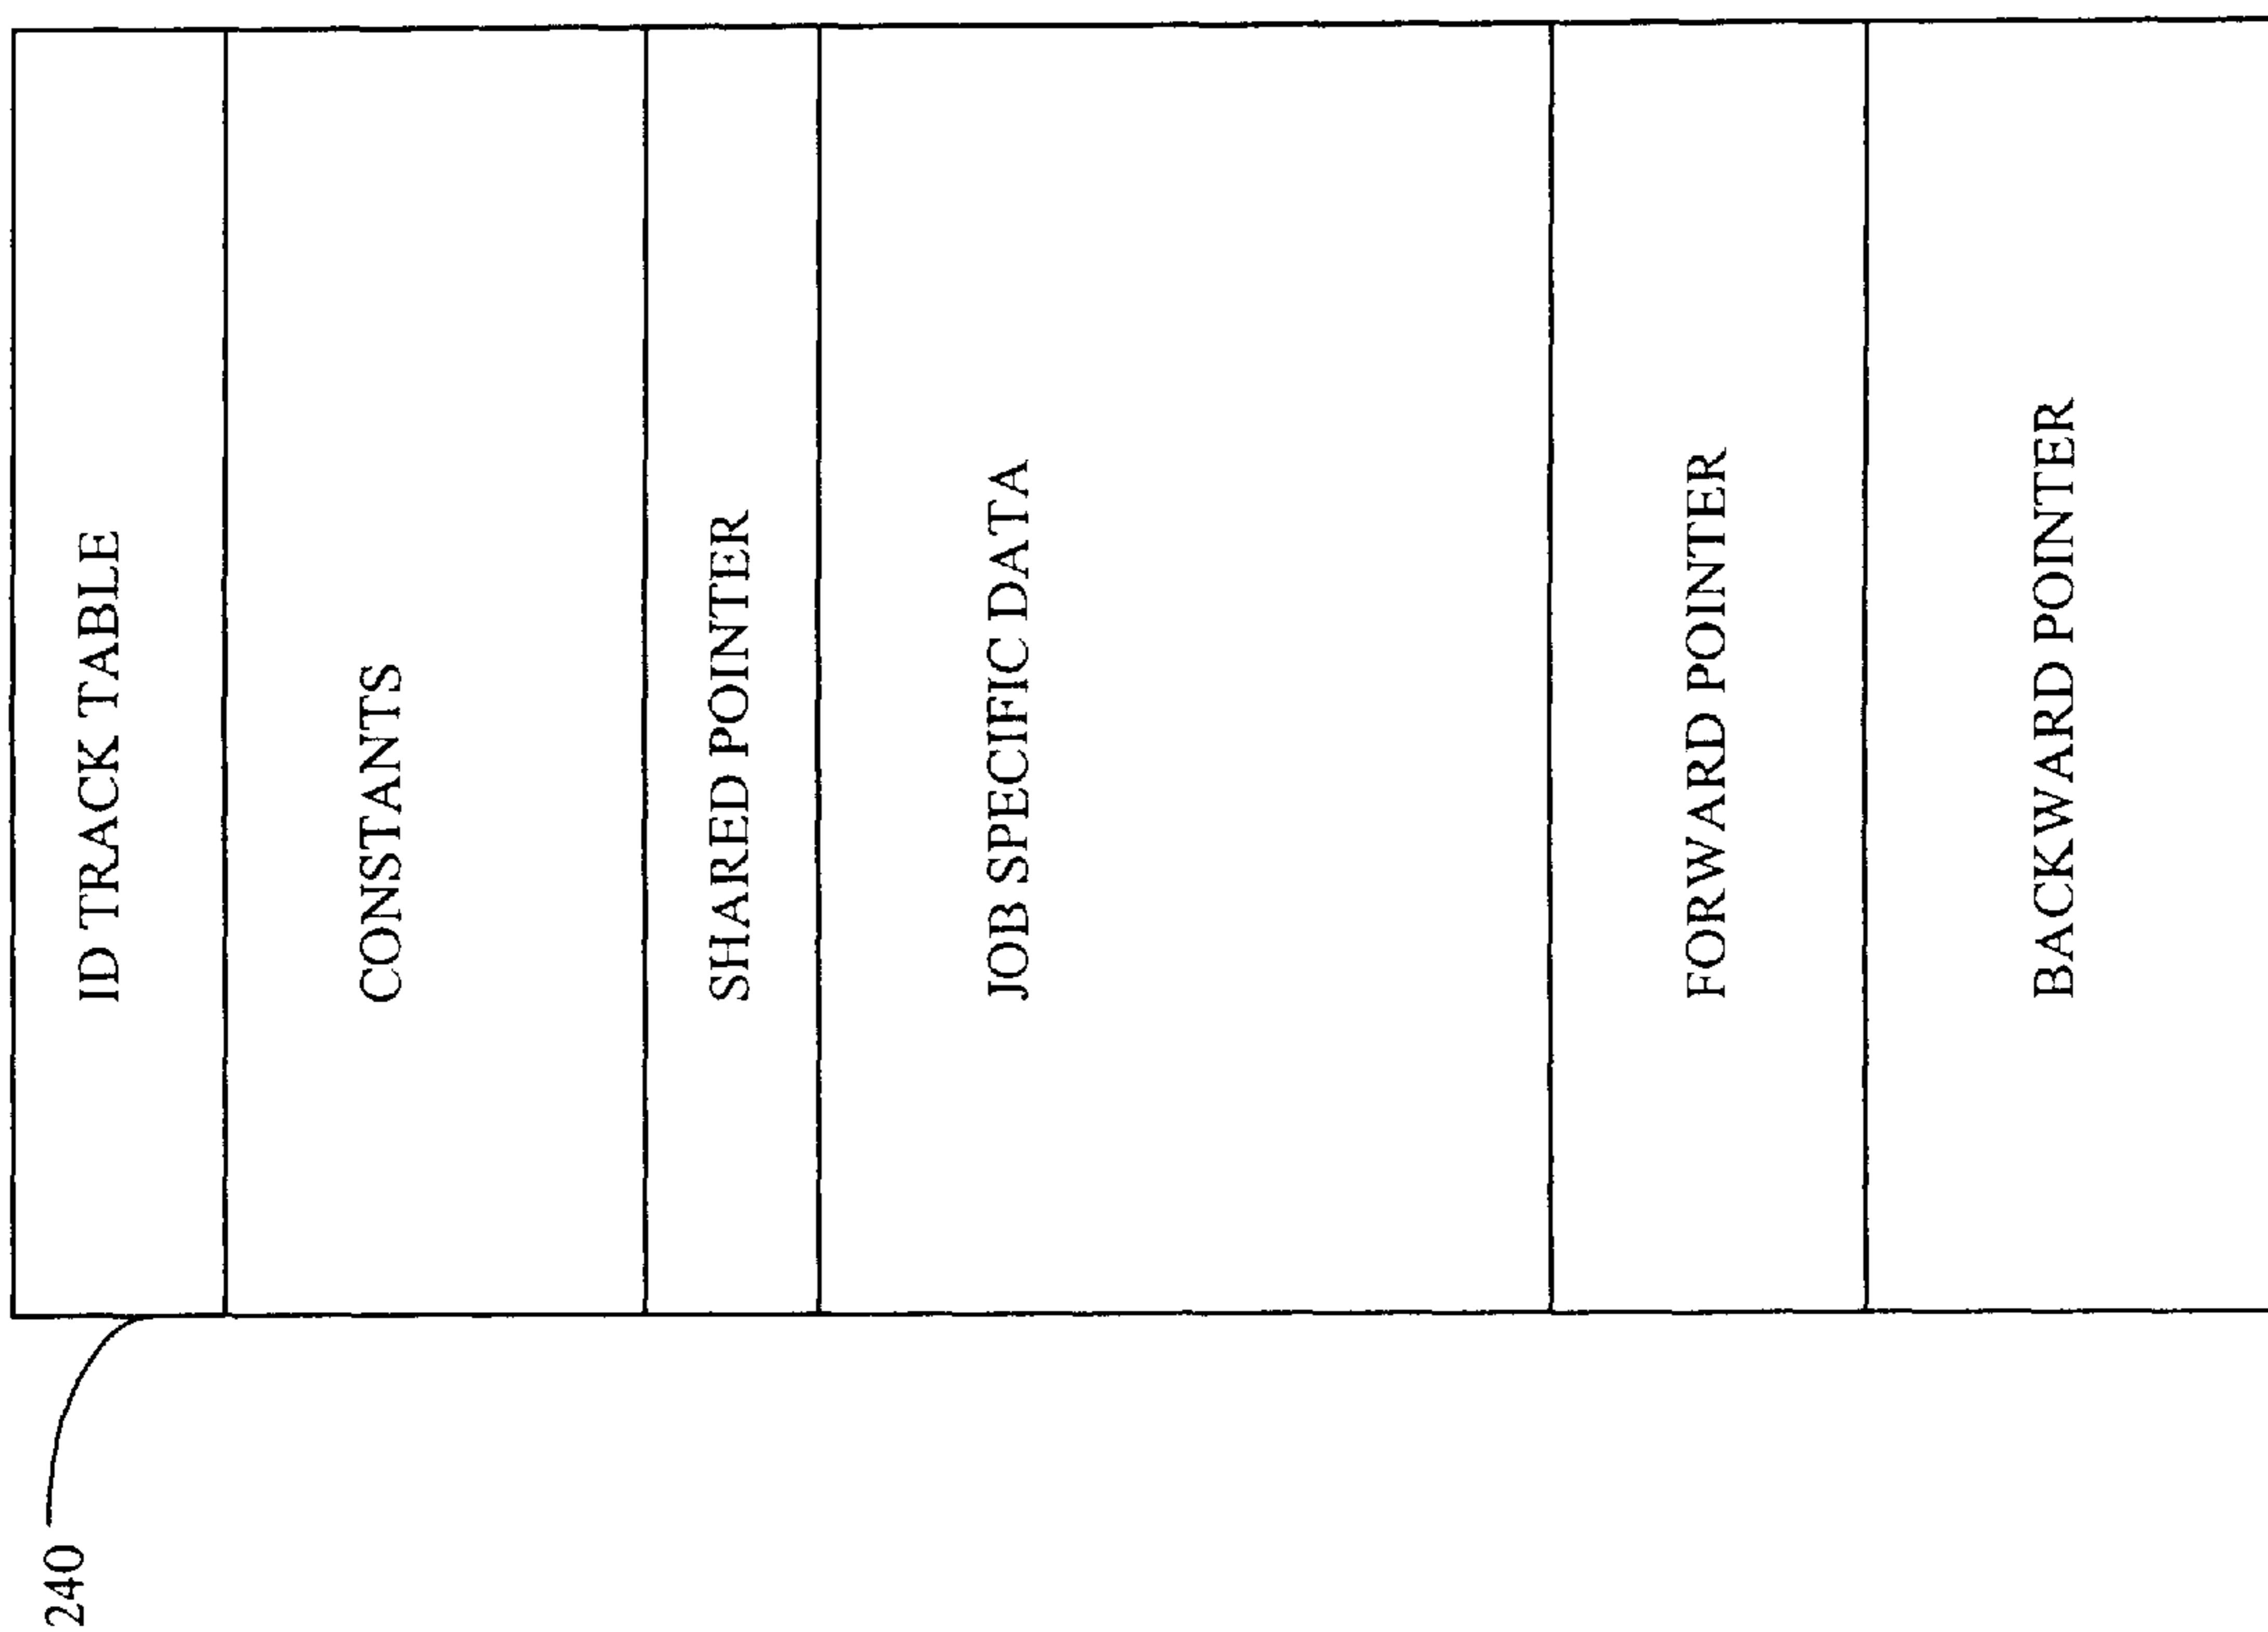 240
ID TRACK TABLE
CONSTANTS
SHARED POINTER
JOB SPECIFIC DATA
FORWARD POINTER
BACKWARD POINTER